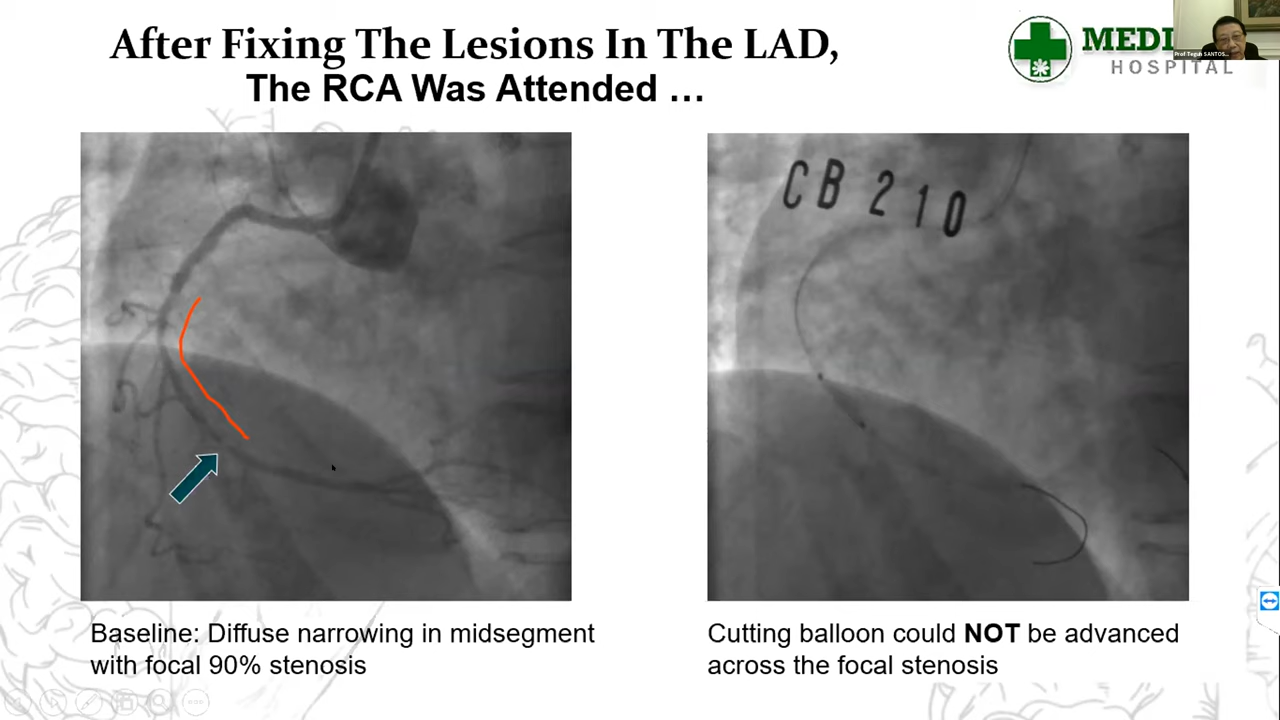 After Fixing The Lesions In The LAD,
The RCA Was Attended …
MEDI
HOSPITAL
CB 210
Baseline: Diffuse narrowing in midsegment
with focal 90% stenosis
Cutting balloon could NOT be advanced
across the focal stenosis